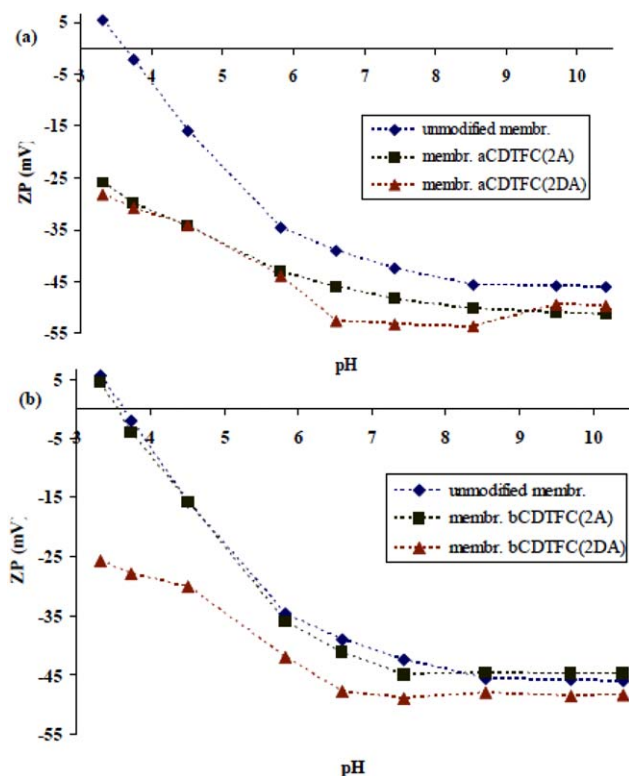 (a)
5
-5
-15
-25
-35
-45
-55
ZP (mV)
3 4 5 6 7 8 9 10
unmodified membr.
membr. aCDTFC(2A)
membr. aCDTFC(2DA)
pH
(b)
5
-5
-15
-25
-35
-45
-55
ZP (mV)
3 4 5 6 7 8 9 10
unmodified membr.
membr. bCDTFC(2A)
membr. bCDTFC(2DA)
pH